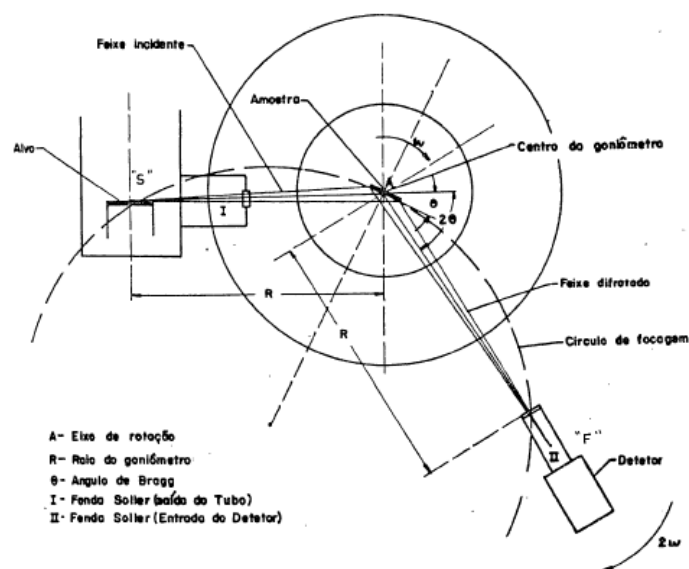 Feixe incidente
Amostra
W
Centro do goniômetro
Alvo
"S"
I
θ
2θ
R
R
Feixe difratado
Círculo de focagem
"F"
II
Detetor
2ω
A- Eixo de rotação
R- Raio do goniômetro
θ- Angulo de Bragg
I- Fenda Soller (saída do Tubo)
II- Fenda Soller (Entrada do Detetor)